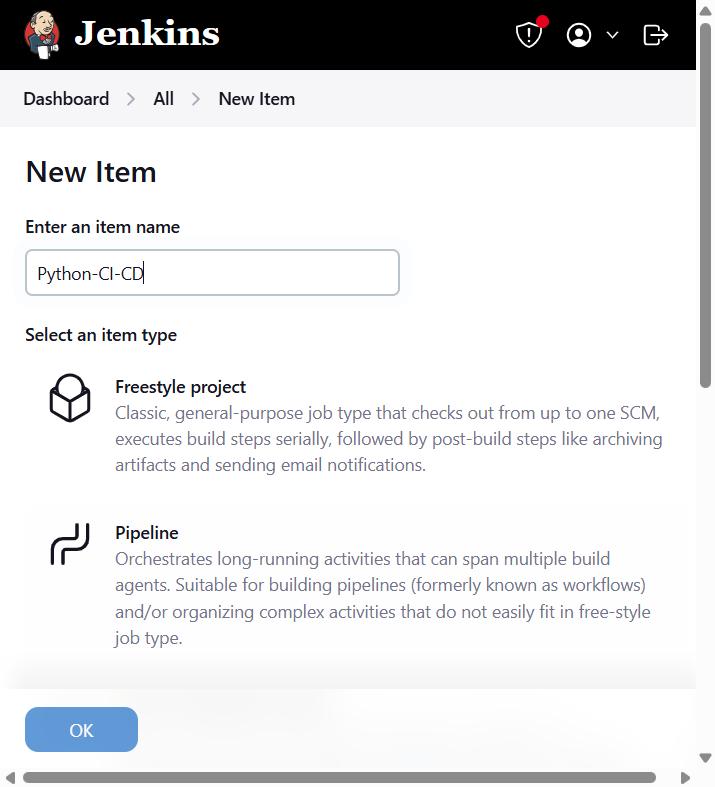 Jenkins
Dashboard > All > New Item
New Item
Enter an item name
Python-CI-CD
Select an item type
Freestyle project
Classic, general-purpose job type that checks out from up to one SCM,
executes build steps serially, followed by post-build steps like archiving
artifacts and sending email notifications.
Pipeline
Orchestrates long-running activities that can span multiple build
agents. Suitable for building pipelines (formerly known as workflows)
and/or organizing complex activities that do not easily fit in free-style
job type.
OK